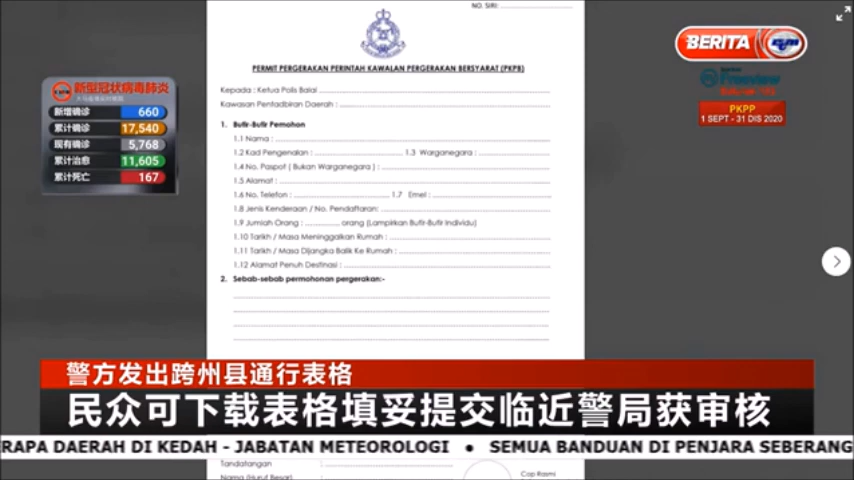 NO. SIRI:
PERMIT PERGERAKAN PERINTAH KAWALAN PERGERAKAN BERSYARAT (PKPB)
Kepada : Ketua Polis Balai
Kawasan Pentadbiran Daerah :
1. Butir-Butir Pemohon
1.1 Nama :
1.2 Kad Pengenalan : 1.3 Warganegara :
1.4 No. Paspot ( Bukan Warganegara ) :
1.5 Alamat :
1.6 No. Telefon : 1.7 Emel :
1.8 Jenis Kenderaan / No. Pendaftaran:
1.9 Jumlah Orang : orang (Lampirkan Butir-Butir Individu)
1.10 Tarikh / Masa Meninggalkan Rumah :
1.11 Tarikh / Masa Dijangka Balik Ke Rumah :
1.12 Alamat Penuh Destinasi :
2. Sebab-sebab permohonan pergerakan:-
BERITA
PKPP
1 SEPT - 31 DIS 2020
新型冠状病毒肺炎
新增确诊 660
累计确诊 17,540
现有确诊 5,768
累计治愈 11,605
累计死亡 167
警方发出跨州县通行表格
民众可下载表格填妥提交临近警局获审核
ERAPA DAERAH DI KEDAH - JABATAN METEOROLOGI ● SEMUA BANDUAN DI PENJARA SEBERANG
Tandatangan :
Nama (Huruf Besar) :
Cop Rasmi